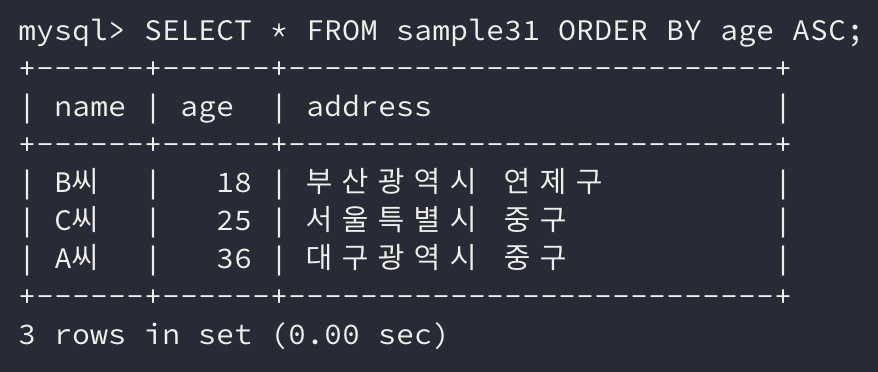 mysql> SELECT * FROM sample31 ORDER BY age ASC;
+------+------+---------------------------+
| name | age  | address                   |
+------+------+---------------------------+
| B씨   |   18 | 부산광역시 연제구                 |
| C씨   |   25 | 서울특별시 중구                  |
| A씨   |   36 | 대구광역시 중구                  |
+------+------+---------------------------+
3 rows in set (0.00 sec)